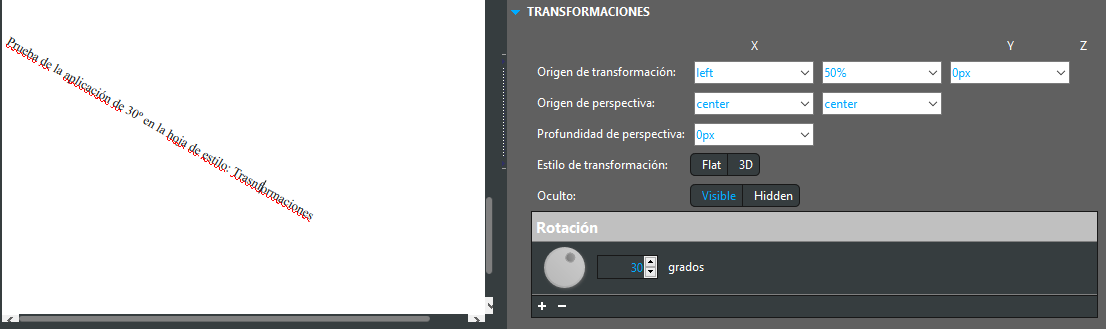 Prueba de la aplicación de 30º en la hoja de estilo: Trasnformaciones
TRANSFORMACIONES
X Y Z
Origen de transformación: left 50% 0px
Origen de perspectiva: center center
Profundidad de perspectiva: 0px
Estilo de transformación: Flat 3D
Oculto: Visible Hidden
Rotación
30 grados